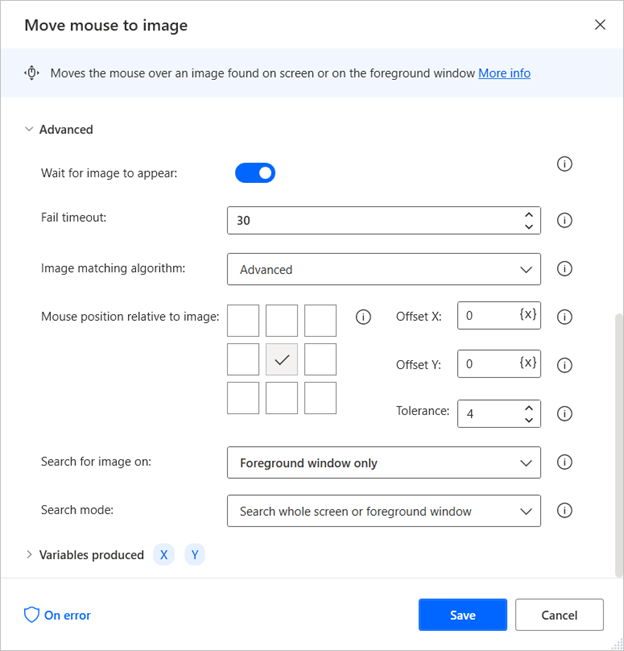 Move mouse to image
Moves the mouse over an image found on screen or on the foreground window More info
Advanced
Wait for image to appear:
Fail timeout: 30
Image matching algorithm: Advanced
Mouse position relative to image: Offset X: 0 {x}
Offset Y: 0 {x}
Tolerance: 4
Search for image on: Foreground window only
Search mode: Search whole screen or foreground window
Variables produced X Y
On error Save Cancel